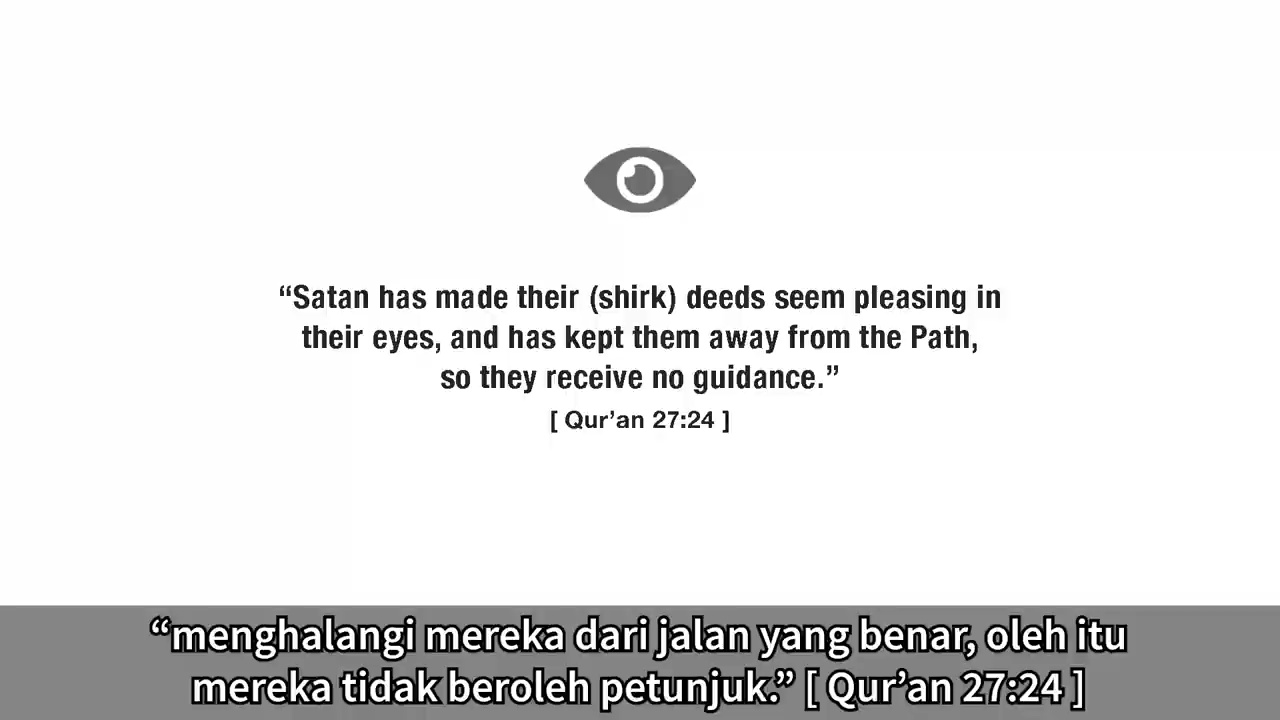 “Satan has made their (shirk) deeds seem pleasing in
their eyes, and has kept them away from the Path,
so they receive no guidance.”
[ Qur’an 27:24 ]
“menghalangi mereka dari jalan yang benar, oleh itu
mereka tidak beroleh petunjuk.” [ Qur’an 27:24 ]